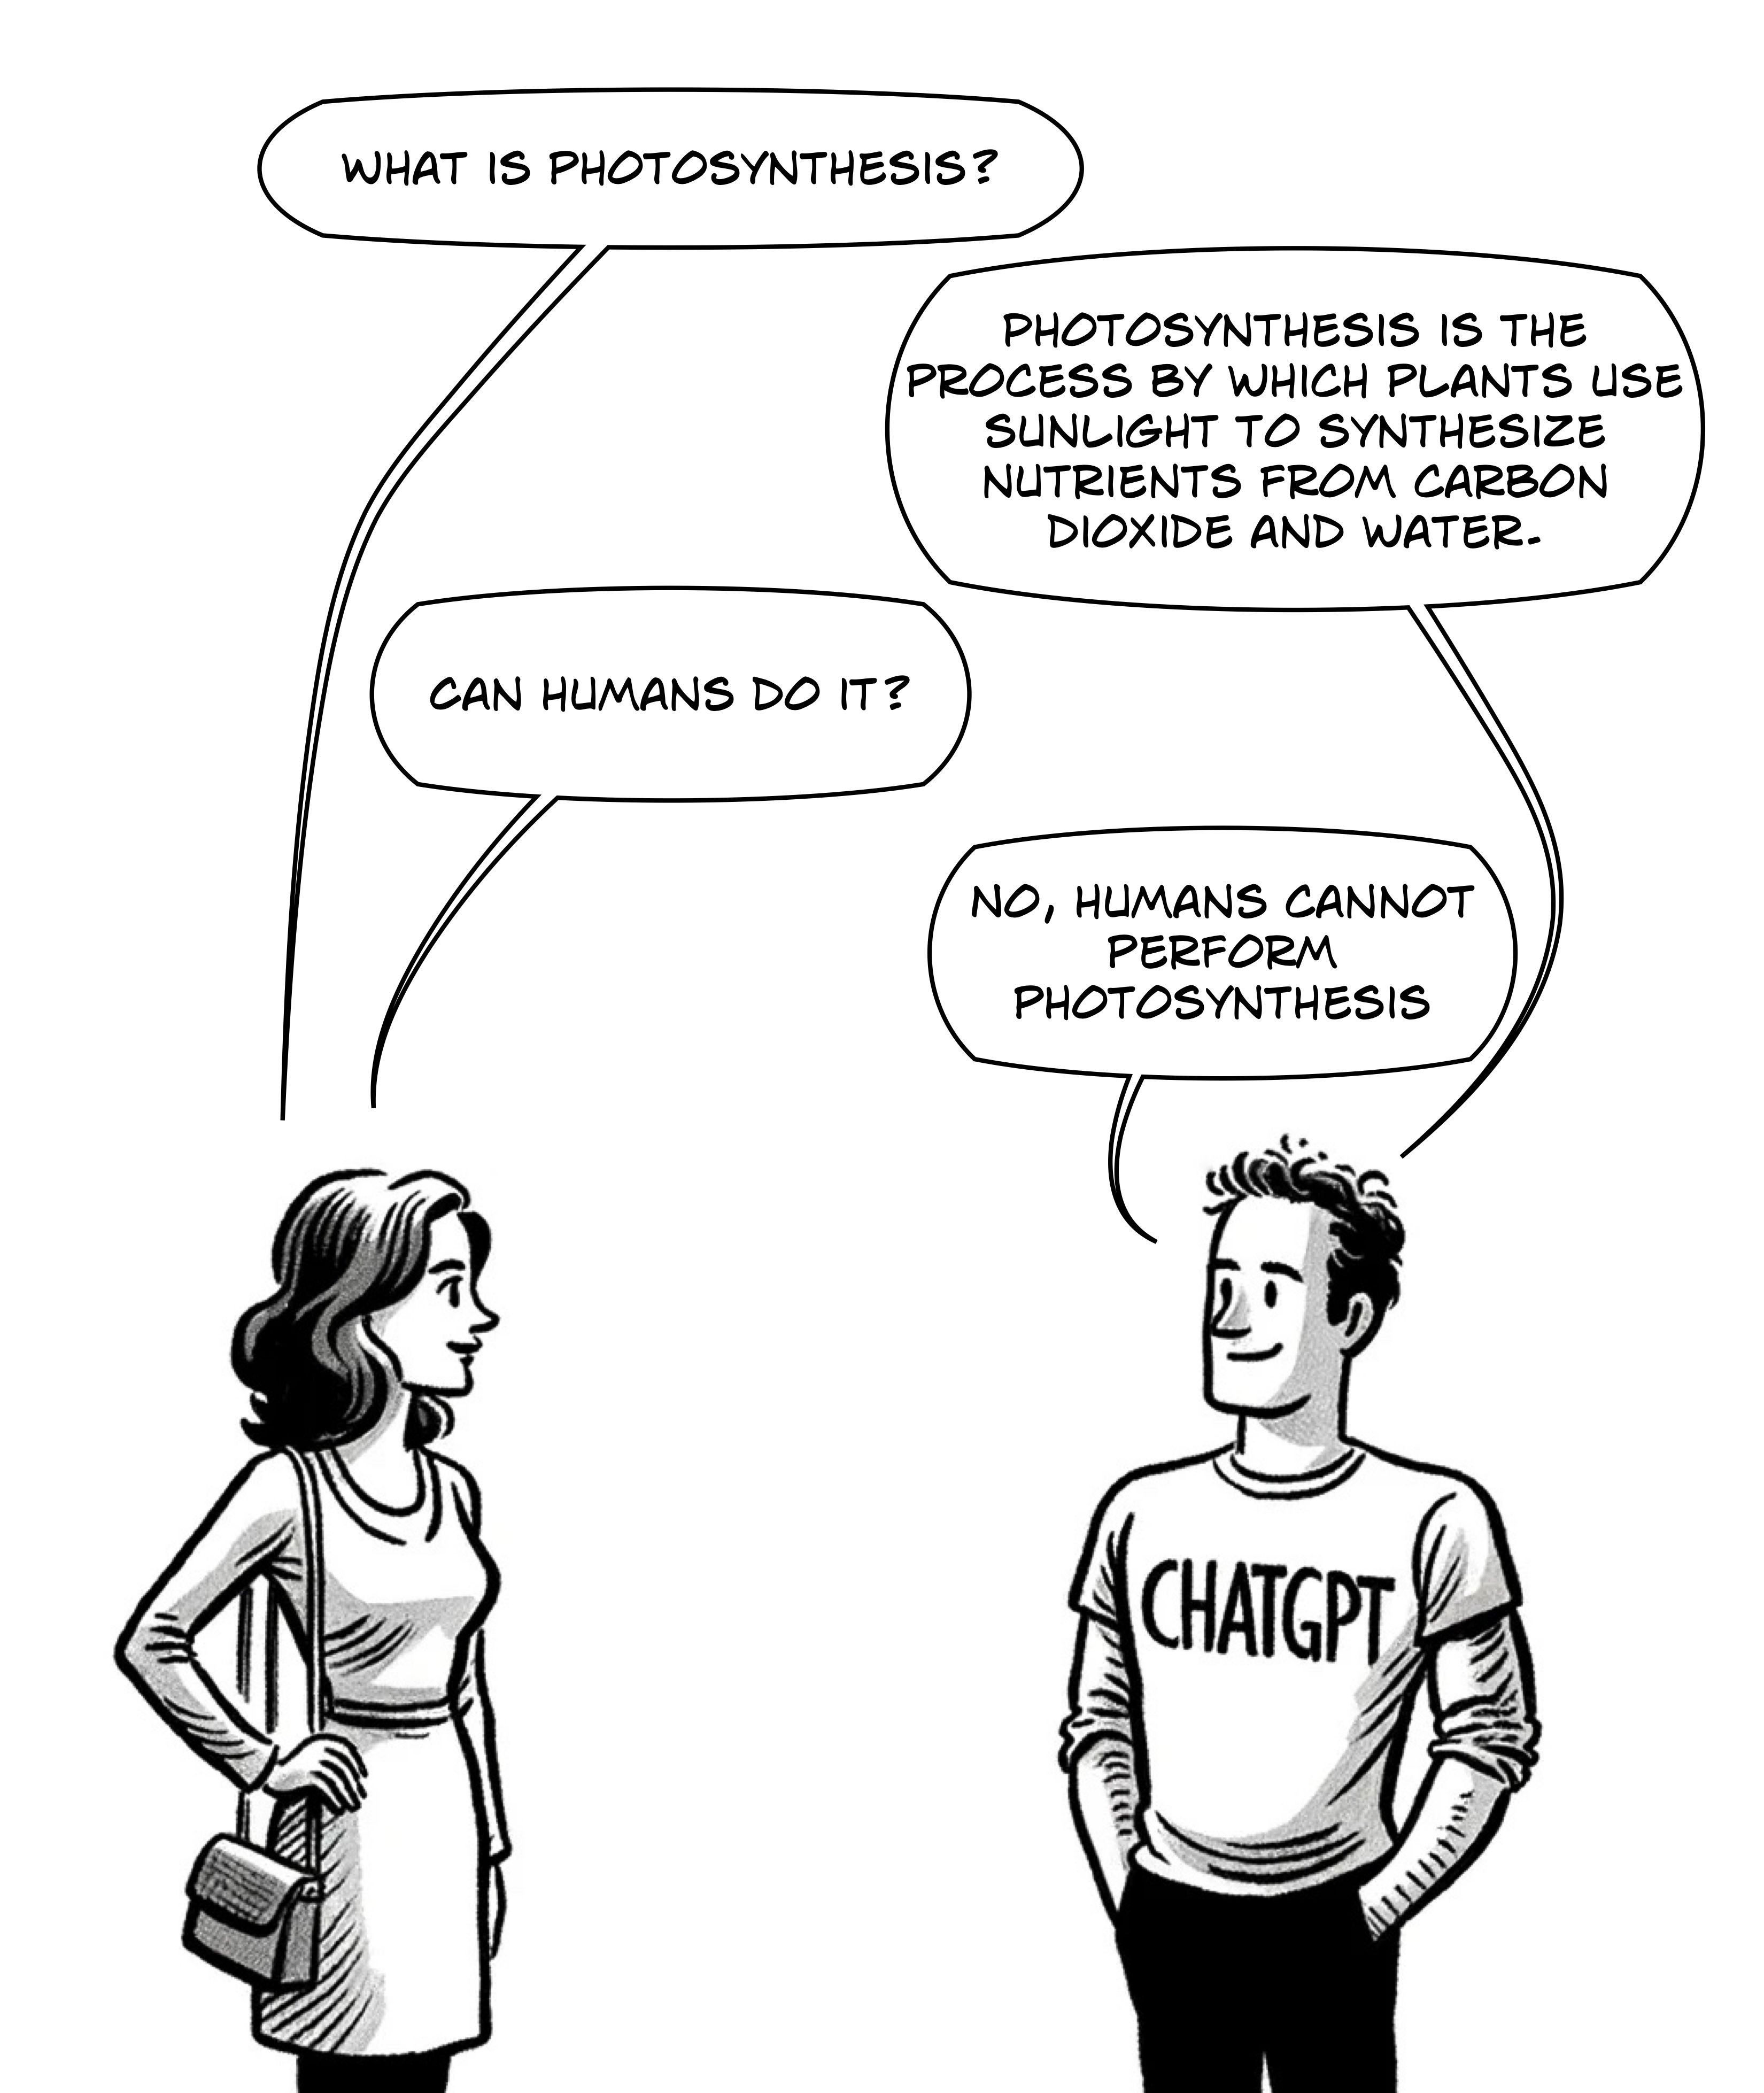 WHAT IS PHOTOSYNTHESIS?
PHOTOSYNTHESIS IS THE
PROCESS BY WHICH PLANTS USE
SUNLIGHT TO SYNTHESIZE
NUTRIENTS FROM CARBON
DIOXIDE AND WATER.
CAN HUMANS DO IT?
NO, HUMANS CANNOT
PERFORM
PHOTOSYNTHESIS
CHATGPT